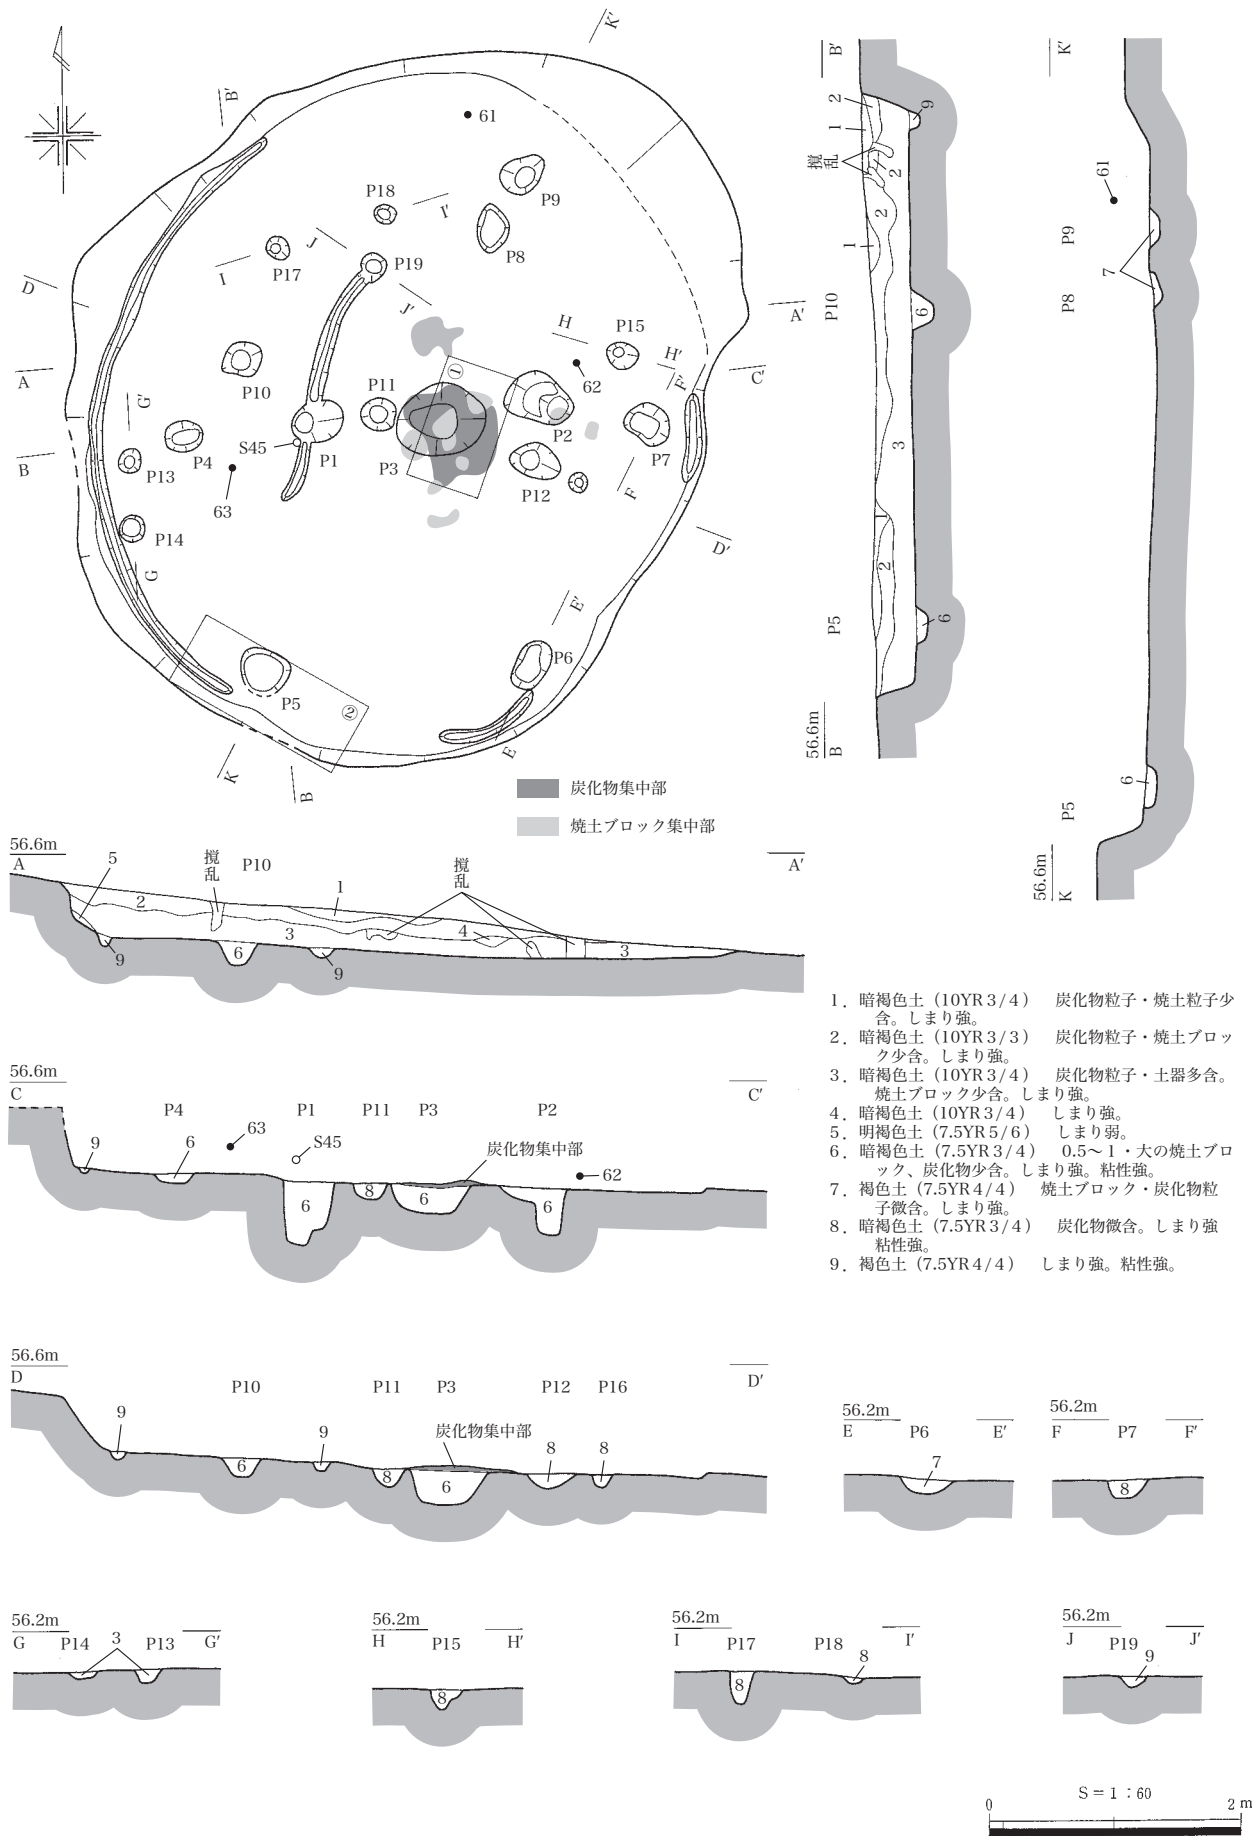 K′
B′
61
P9
P18
I′
P8
J
P17
I
P19
D
J′
A′
H
P15
H′
F′
C′
A
G′
P10
P11
①
62
P2
P7
P4
S45
P1
P3
P12
F
B
P13
63
P14
G
D′
E′
P6
P5
②
E
K
B
炭化物集中部
焼土ブロック集中部
B′
2
1
撹乱
9
2
2
1
P10
6
3
2
P5
6
56.6m
B
K′
61
P9
7
P8
6
P5
56.6m
K
56.6m
A
5
撹乱
P10
1
撹乱
A′
2
3
4
3
9
6
9
56.6m
C
P4
P1
P11
P3
P2
C′
9
6
63
S45
炭化物集中部
62
6
8
6
6
56.6m
D
P10
P11
P3
P12
P16
D′
9
9
炭化物集中部
8
8
6
8
6
1．暗褐色土（10YR 3/4） 炭化物粒子・焼土粒子少
含。しまり強。
2．暗褐色土（10YR 3/3） 炭化物粒子・焼土ブロッ
ク少含。しまり強。
3．暗褐色土（10YR 3/4） 炭化物粒子・土器多含。
焼土ブロック少含。しまり強。
4．暗褐色土（10YR 3/4） しまり強。
5．明褐色土（7.5YR 5/6） しまり弱。
6．暗褐色土（7.5YR 3/4） 0.5～1・大の焼土ブロ
ック、炭化物少含。しまり強。粘性強。
7．褐色土（7.5YR 4/4） 焼土ブロック・炭化物粒
子微含。しまり強。
8．暗褐色土（7.5YR 3/4） 炭化物微含。しまり強
粘性強。
9．褐色土（7.5YR 4/4） しまり強。粘性強。
56.2m
E
P6
E′
7
56.2m
F
P7
F′
8
56.2m
G
P14
3
P13
G′
56.2m
H
P15
H′
8
56.2m
I
P17
P18
I′
8
8
56.2m
J
P19
J′
9
S＝1：60
0
2 m